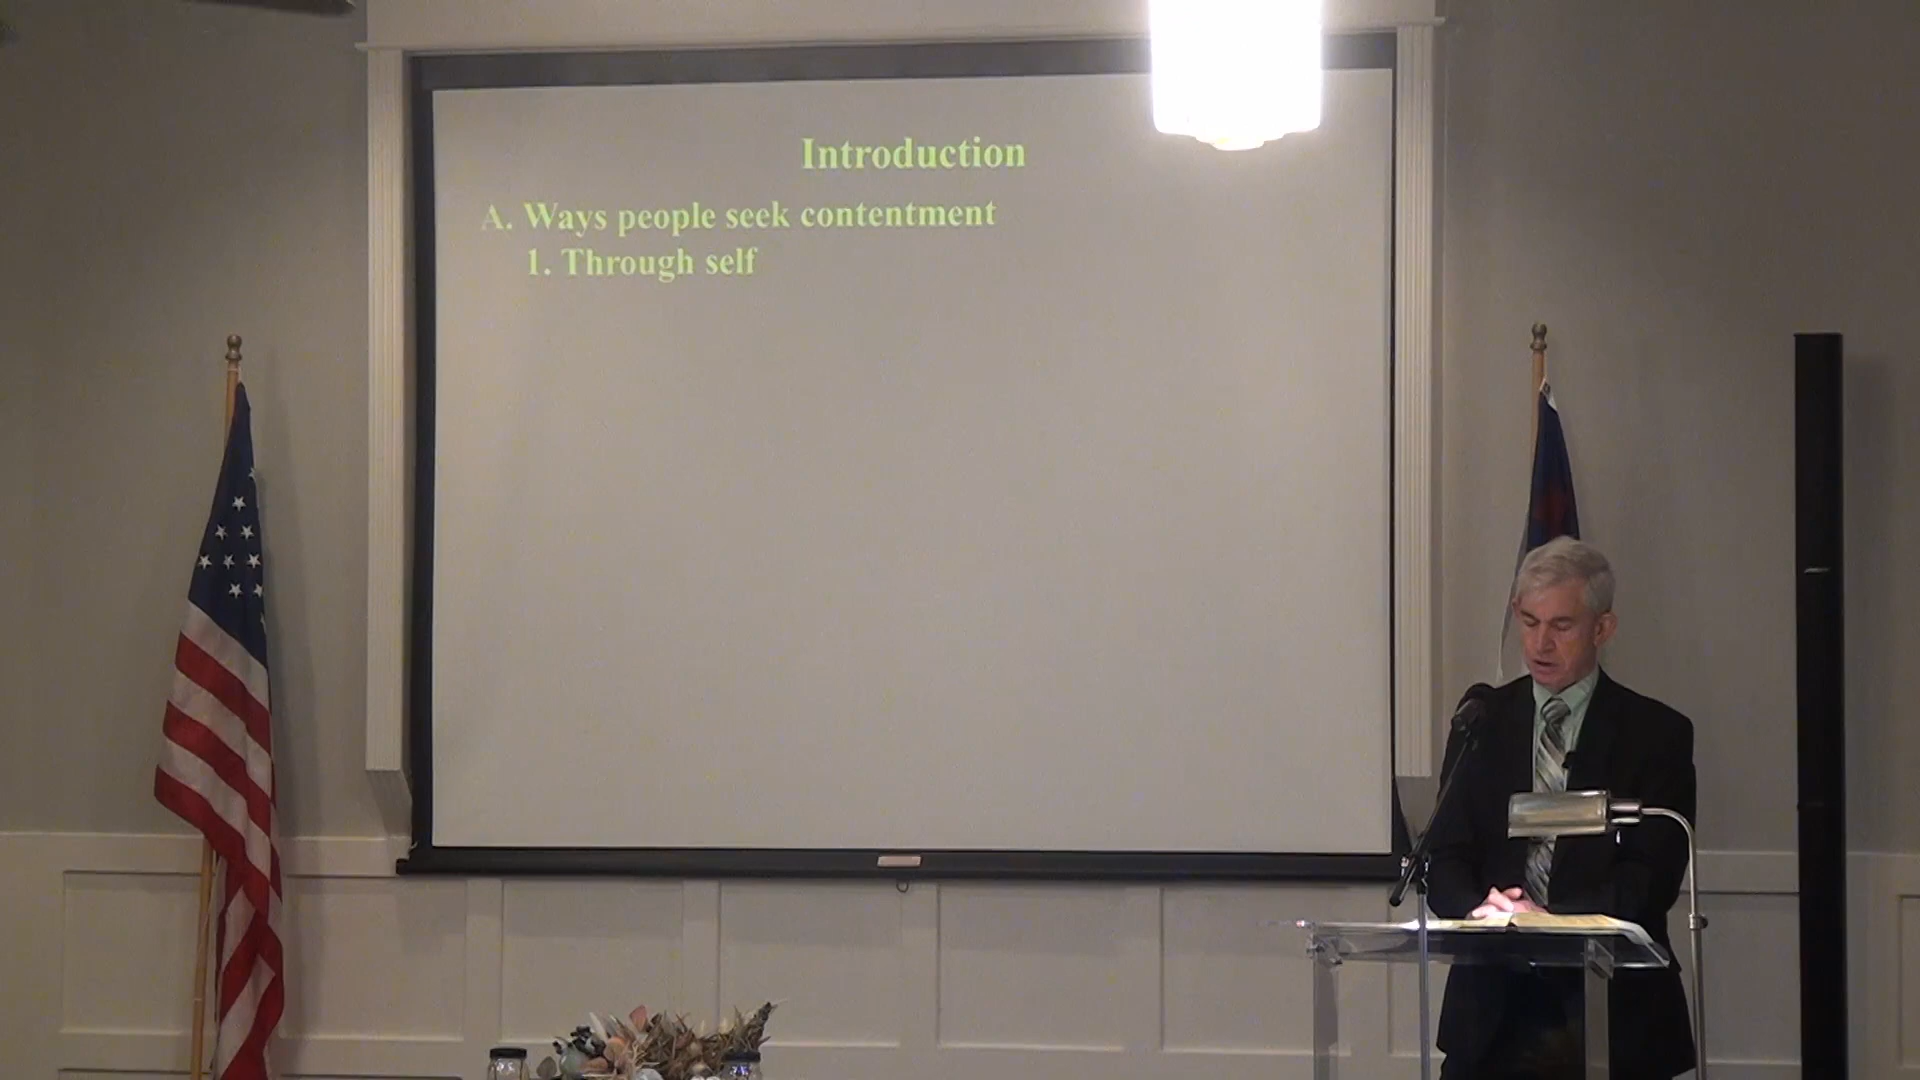 Introduction
A. Ways people seek contentment
1. Through self